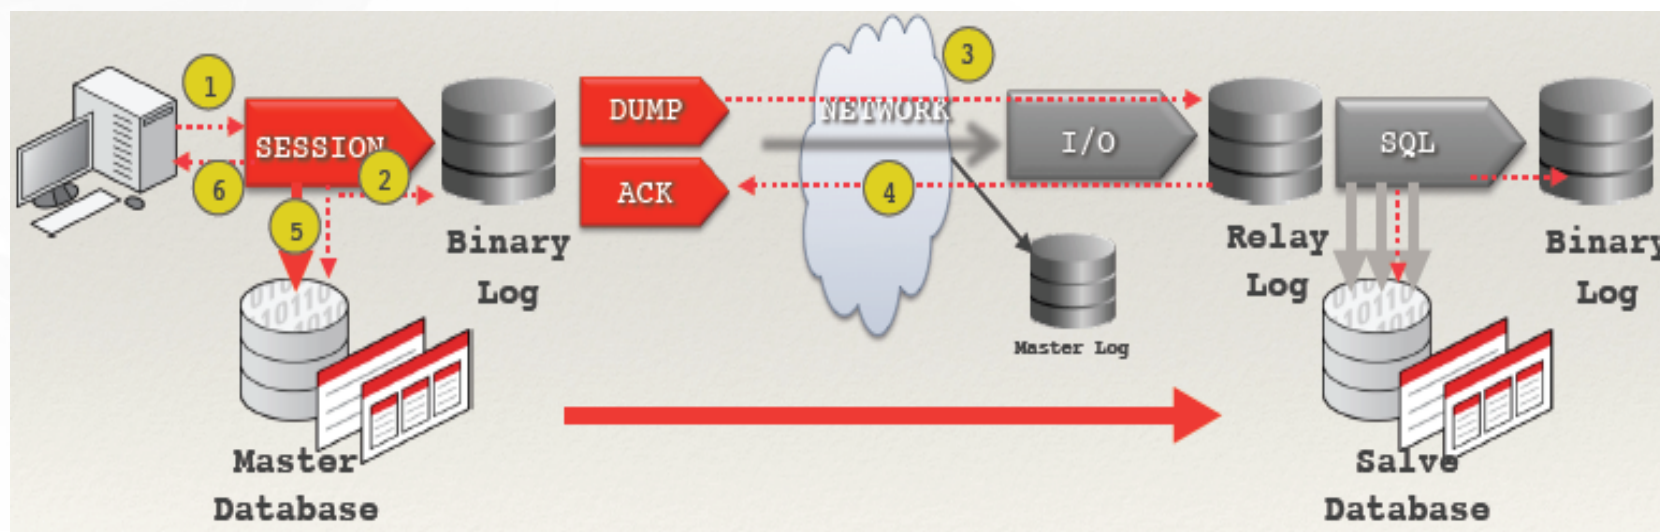 1
SESSION
6
2
5
Binary
Log
DUMP
ACK
NETWORK
3
4
I/O
Master Log
Relay
Log
SQL
Binary
Log
Master
Database
Salve
Database